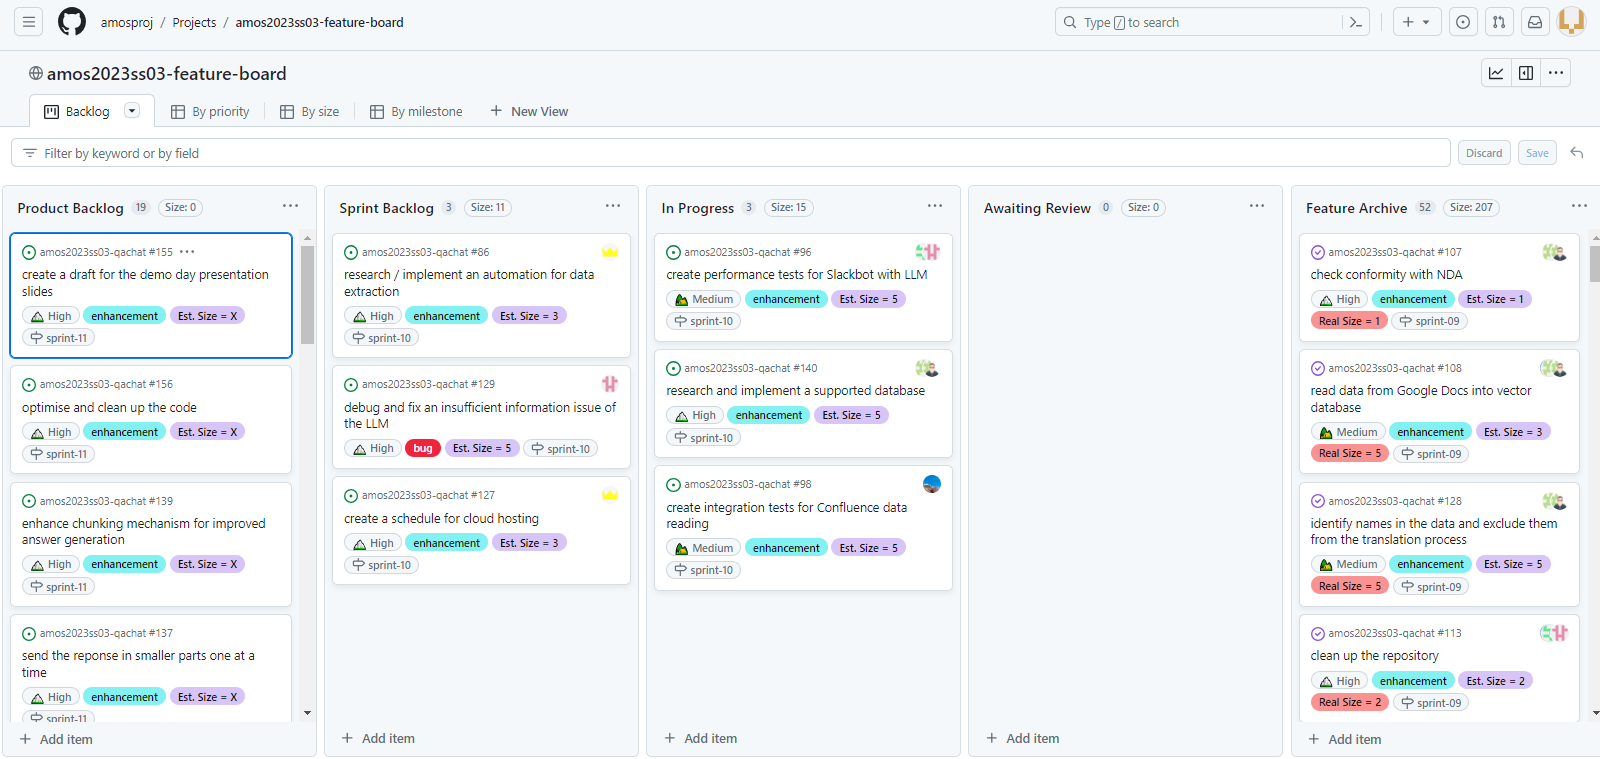 amosproj / Projects / amos2023ss03-feature-board
Type / to search
amos2023ss03-feature-board
Backlog
By priority
By size
By milestone
+ New View
Filter by keyword or by field
Discard
Save
Product Backlog 19 Size: 0
amos2023ss03-qachat #155
create a draft for the demo day presentation
slides
High enhancement Est. Size = X
sprint-11
amos2023ss03-qachat #156
optimise and clean up the code
High enhancement Est. Size = X
sprint-11
amos2023ss03-qachat #139
enhance chunking mechanism for improved
answer generation
High enhancement Est. Size = X
sprint-11
amos2023ss03-qachat #137
send the reponse in smaller parts one at a
time
High enhancement Est. Size = X
sprint-11
+ Add item
Sprint Backlog 3 Size: 11
amos2023ss03-qachat #86
research / implement an automation for data
extraction
High enhancement Est. Size = 3
sprint-10
amos2023ss03-qachat #129
debug and fix an insufficient information issue of
the LLM
High bug Est. Size = 5 sprint-10
amos2023ss03-qachat #127
create a schedule for cloud hosting
High enhancement Est. Size = 3
sprint-10
+ Add item
In Progress 3 Size: 15
amos2023ss03-qachat #96
create performance tests for Slackbot with LLM
Medium enhancement Est. Size = 5
sprint-10
amos2023ss03-qachat #140
research and implement a supported database
High enhancement Est. Size = 5
sprint-10
amos2023ss03-qachat #98
create integration tests for Confluence data
reading
Medium enhancement Est. Size = 5
sprint-10
+ Add item
Awaiting Review 0 Size: 0
+ Add item
Feature Archive 52 Size: 207
amos2023ss03-qachat #107
check conformity with NDA
High enhancement Est. Size = 1
Real Size = 1 sprint-09
amos2023ss03-qachat #108
read data from Google Docs into vector
database
Medium enhancement Est. Size = 3
Real Size = 5 sprint-09
amos2023ss03-qachat #128
identify names in the data and exclude them
from the translation process
Medium enhancement Est. Size = 5
Real Size = 5 sprint-09
amos2023ss03-qachat #113
clean up the repository
High enhancement Est. Size = 2
Real Size = 2 sprint-09
+ Add item